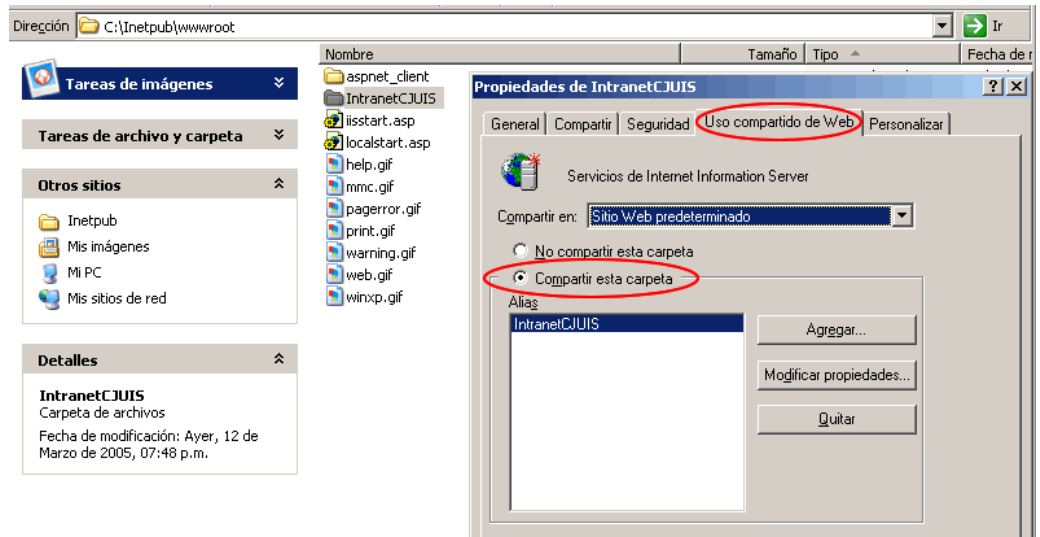 Dirección C:\Inetpub\wwwroot Ir
Nombre Tamaño Tipo Fecha de
Tareas de imágenes
Tareas de archivo y carpeta
Otros sitios
Inetpub
Mis imágenes
Mi PC
Mis sitios de red
Detalles
IntranetCJUIS
Carpeta de archivos
Fecha de modificación: Ayer, 12 de
Marzo de 2005, 07:48 p.m.
aspnet_client
IntranetCJUIS
iisstart.asp
localstart.asp
help.gif
mmc.gif
pagerror.gif
print.gif
warning.gif
web.gif
winxp.gif
Propiedades de IntranetCJUIS
General Compartir Seguridad Uso compartido de Web Personalizar
Servicios de Internet Information Server
Compartir en: Sitio Web predeterminado
No compartir esta carpeta
Compartir esta carpeta
Alias
IntranetCJUIS
Agregar...
Modificar propiedades...
Quitar